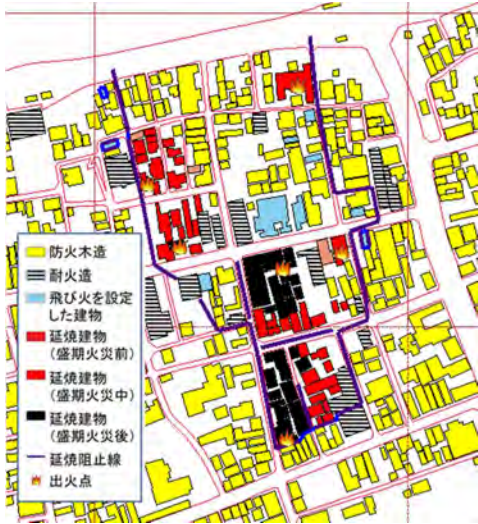 防火木造
耐火造
飛び火を設定
した建物
延焼建物
(盛期火災前)
延焼建物
(盛期火災中)
延焼建物
(盛期火災後)
延焼阻止線
出火点